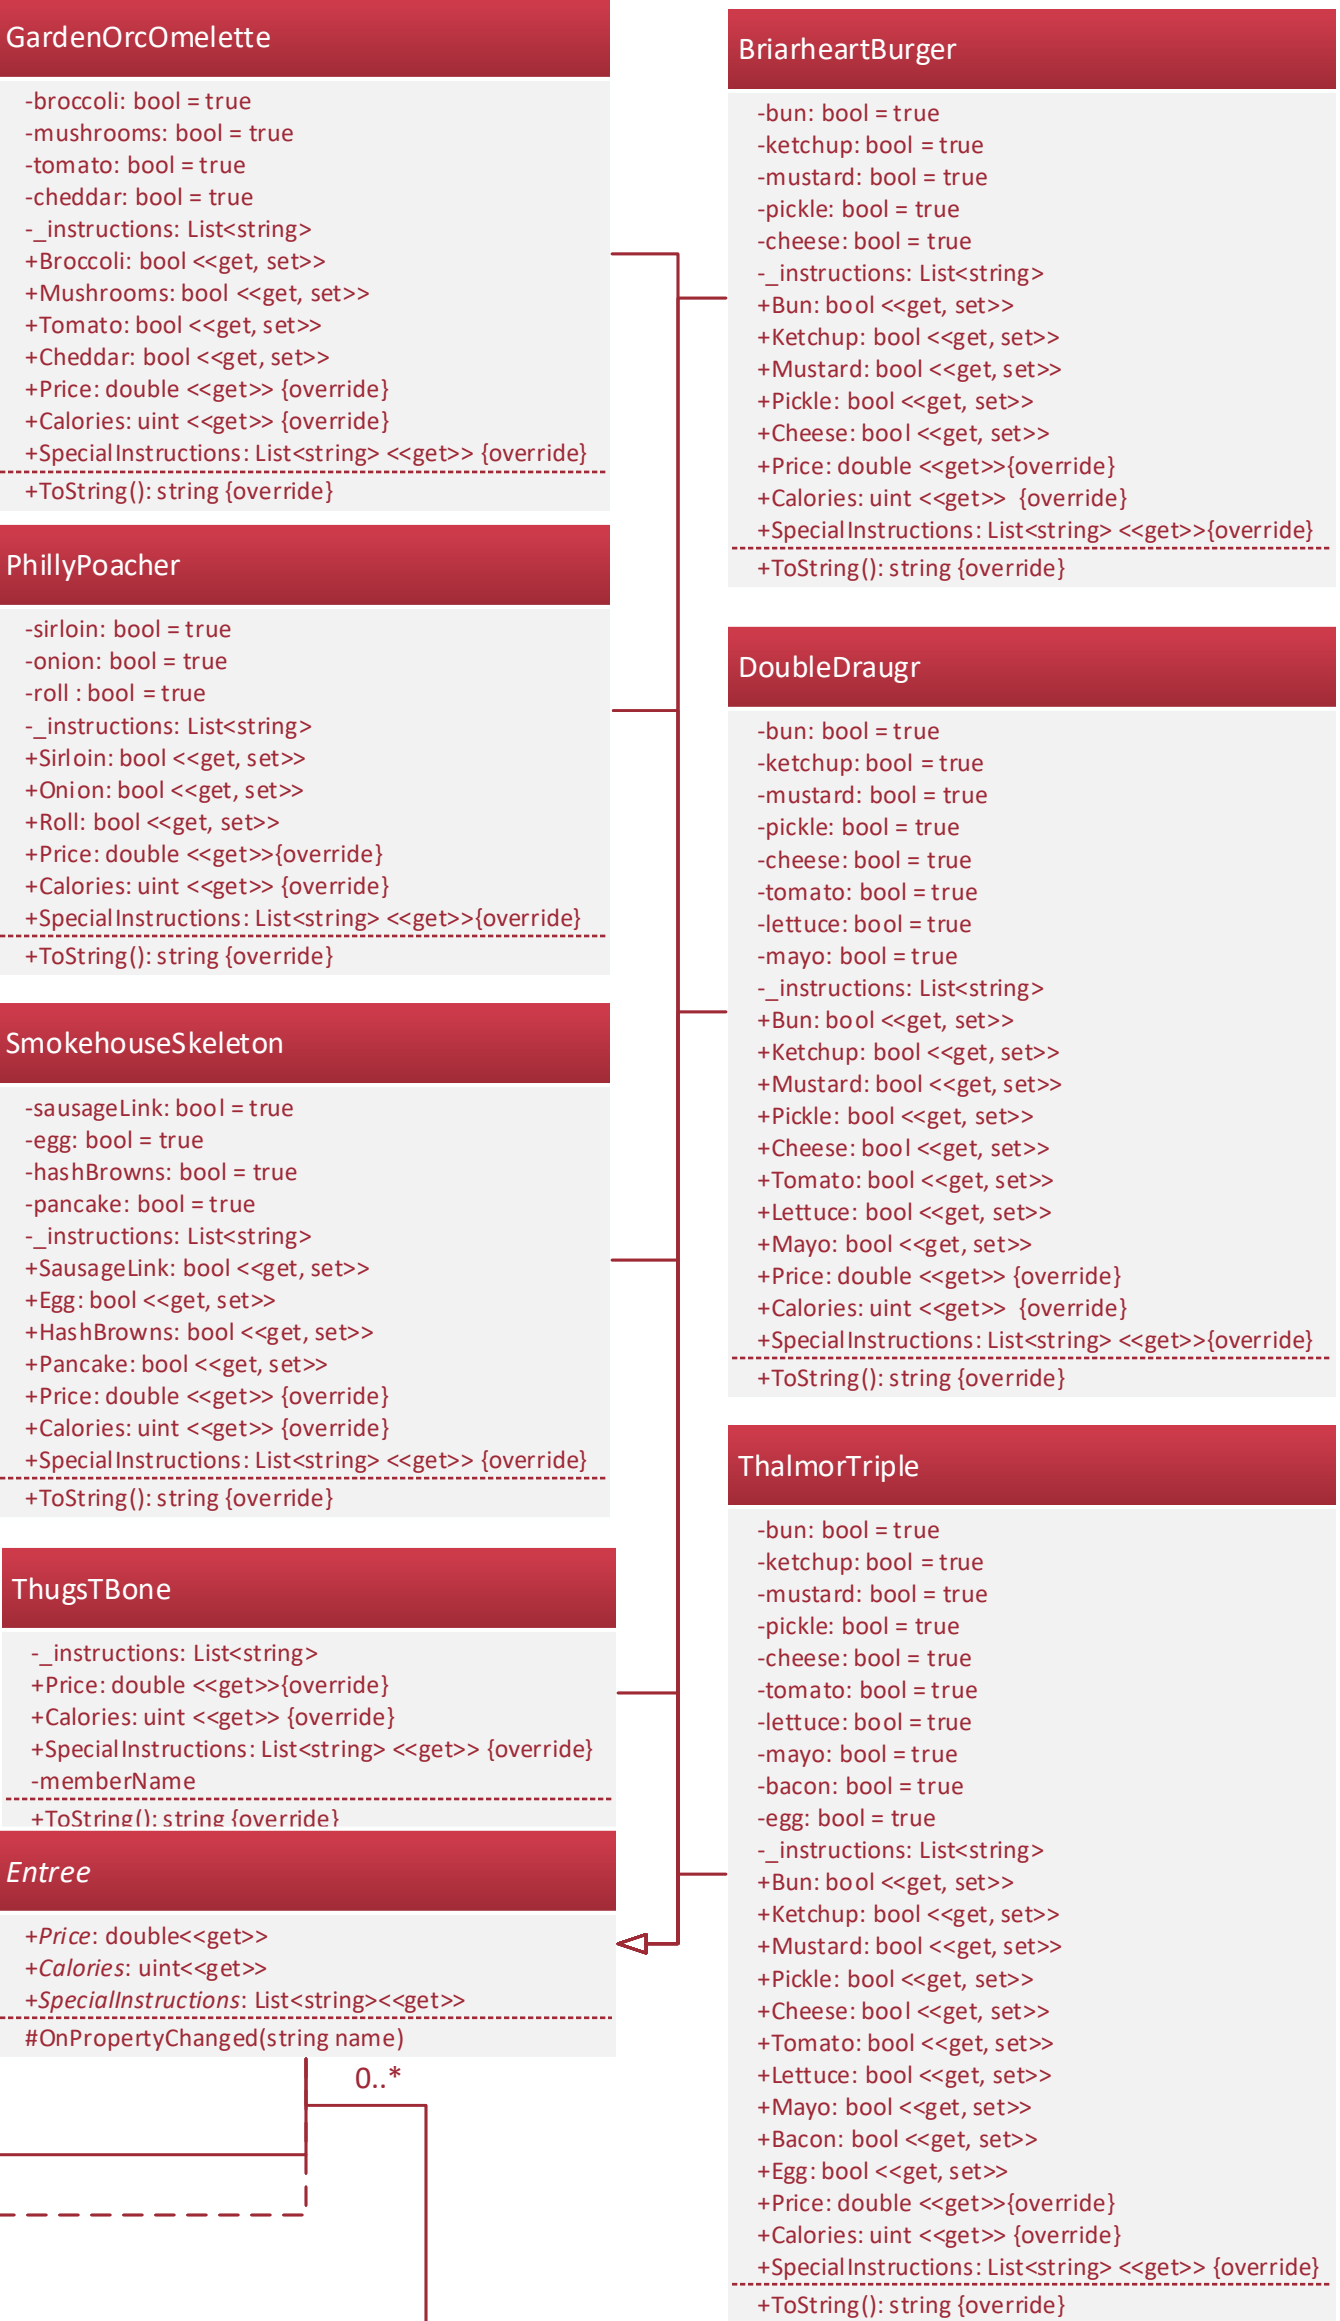 GardenOrcOmelette
-broccoli: bool = true
-mushrooms: bool = true
-tomato: bool = true
-cheddar: bool = true
-_instructions: List<string>
+Broccoli: bool <<get, set>>
+Mushrooms: bool <<get, set>>
+Tomato: bool <<get, set>>
+Cheddar: bool <<get, set>>
+Price: double <<get>> {override}
+Calories: uint <<get>> {override}
+SpecialInstructions: List<string> <<get>> {override}
+ToString(): string {override}
PhillyPoacher
-sirloin: bool = true
-onion: bool = true
-roll : bool = true
-_instructions: List<string>
+Sirloin: bool <<get, set>>
+Onion: bool <<get, set>>
+Roll: bool <<get, set>>
+Price: double <<get>>{override}
+Calories: uint <<get>> {override}
+SpecialInstructions: List<string> <<get>>{override}
+ToString(): string {override}
SmokehouseSkeleton
-sausageLink: bool = true
-egg: bool = true
-hashBrowns: bool = true
-pancake: bool = true
-_instructions: List<string>
+SausageLink: bool <<get, set>>
+Egg: bool <<get, set>>
+HashBrowns: bool <<get, set>>
+Pancake: bool <<get, set>>
+Price: double <<get>> {override}
+Calories: uint <<get>> {override}
+SpecialInstructions: List<string> <<get>> {override}
+ToString(): string {override}
ThugsTBone
-_instructions: List<string>
+Price: double <<get>>{override}
+Calories: uint <<get>> {override}
+SpecialInstructions: List<string> <<get>> {override}
-memberName
+ToString(): string {override}
Entree
+Price: double<<get>>
+Calories: uint<<get>>
+SpecialInstructions: List<string><<get>>
#OnPropertyChanged(string name)
0..*
BriarheartBurger
-bun: bool = true
-ketchup: bool = true
-mustard: bool = true
-pickle: bool = true
-cheese: bool = true
-_instructions: List<string>
+Bun: bool <<get, set>>
+Ketchup: bool <<get, set>>
+Mustard: bool <<get, set>>
+Pickle: bool <<get, set>>
+Cheese: bool <<get, set>>
+Price: double <<get>>{override}
+Calories: uint <<get>> {override}
+SpecialInstructions: List<string> <<get>>{override}
+ToString(): string {override}
DoubleDraugr
-bun: bool = true
-ketchup: bool = true
-mustard: bool = true
-pickle: bool = true
-cheese: bool = true
-tomato: bool = true
-lettuce: bool = true
-mayo: bool = true
-_instructions: List<string>
+Bun: bool <<get, set>>
+Ketchup: bool <<get, set>>
+Mustard: bool <<get, set>>
+Pickle: bool <<get, set>>
+Cheese: bool <<get, set>>
+Tomato: bool <<get, set>>
+Lettuce: bool <<get, set>>
+Mayo: bool <<get, set>>
+Price: double <<get>> {override}
+Calories: uint <<get>> {override}
+SpecialInstructions: List<string> <<get>>{override}
+ToString(): string {override}
ThalmorTriple
-bun: bool = true
-ketchup: bool = true
-mustard: bool = true
-pickle: bool = true
-cheese: bool = true
-tomato: bool = true
-lettuce: bool = true
-mayo: bool = true
-bacon: bool = true
-egg: bool = true
-_instructions: List<string>
+Bun: bool <<get, set>>
+Ketchup: bool <<get, set>>
+Mustard: bool <<get, set>>
+Pickle: bool <<get, set>>
+Cheese: bool <<get, set>>
+Tomato: bool <<get, set>>
+Lettuce: bool <<get, set>>
+Mayo: bool <<get, set>>
+Bacon: bool <<get, set>>
+Egg: bool <<get, set>>
+Price: double <<get>>{override}
+Calories: uint <<get>> {override}
+SpecialInstructions: List<string> <<get>> {override}
+ToString(): string {override}